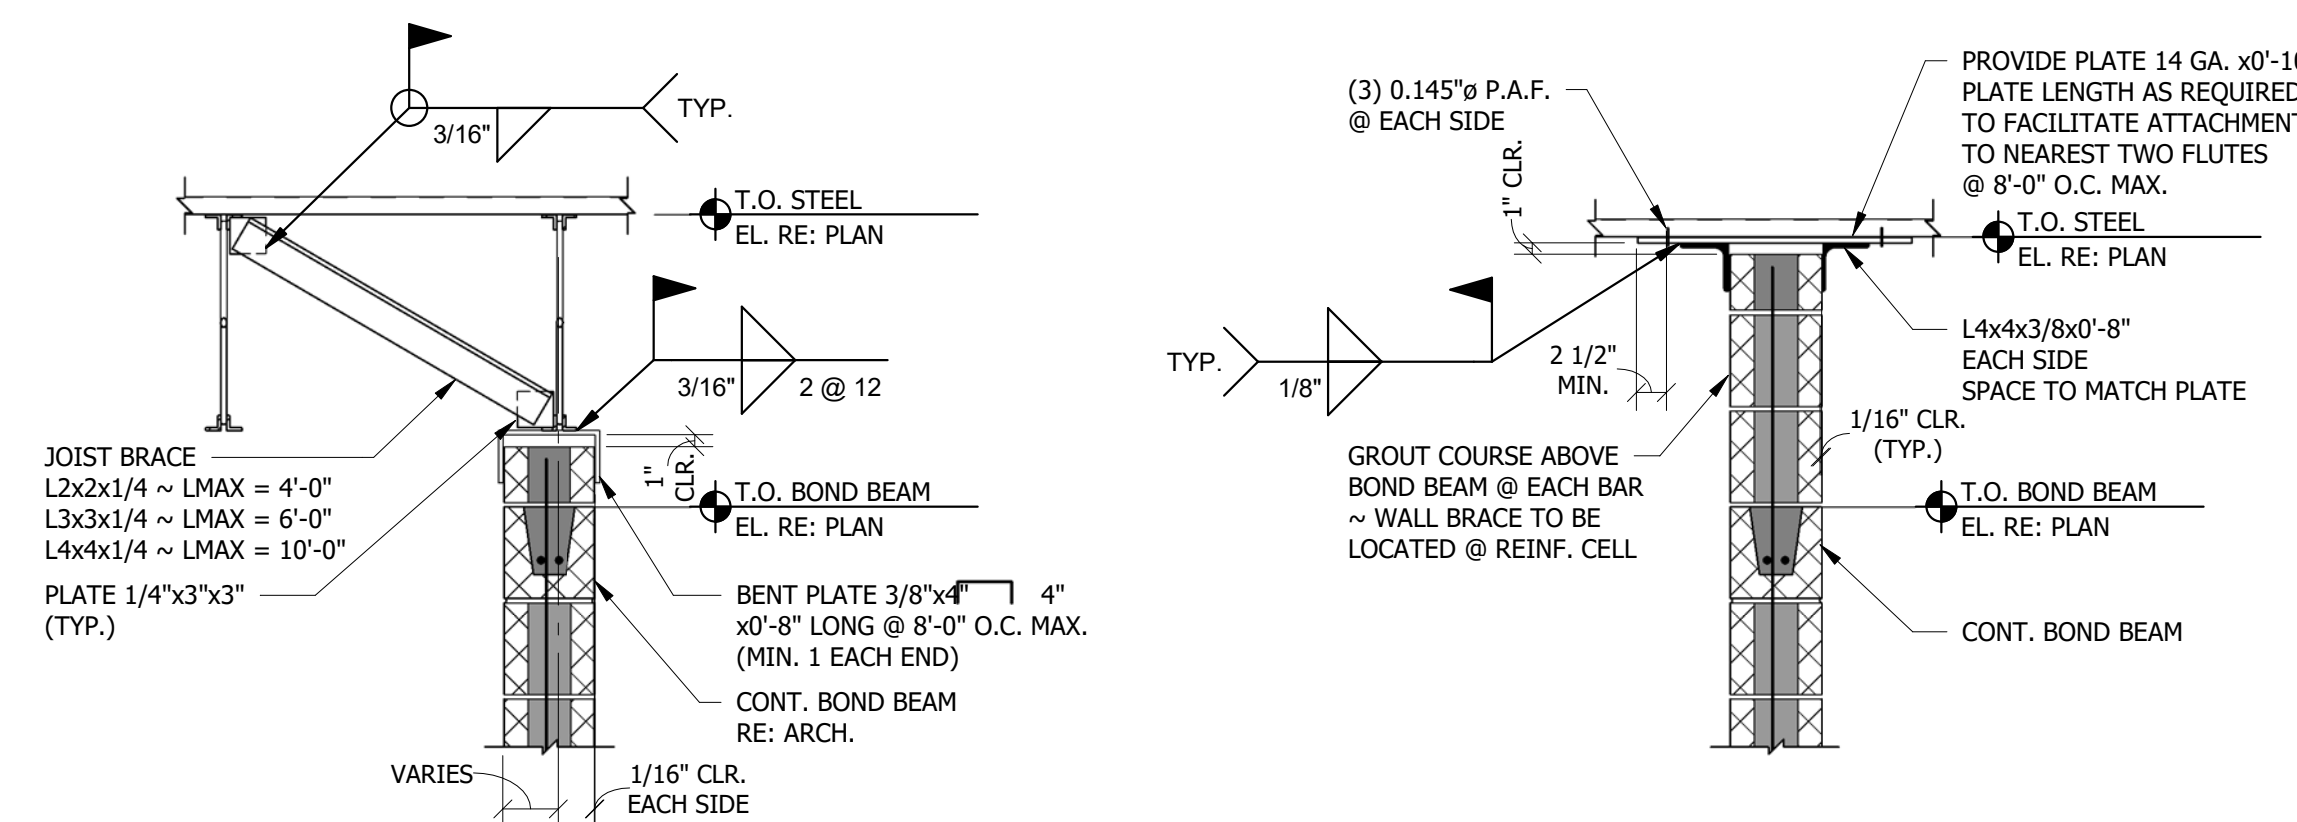 3/16"
TYP.
T.O. STEEL
EL. RE: PLAN
3/16"
2 @ 12
JOIST BRACE
L2x2x1/4 ~ LMAX = 4'-0"
L3x3x1/4 ~ LMAX = 6'-0"
L4x4x1/4 ~ LMAX = 10'-0"
PLATE 1/4"x3"x3"
(TYP.)
1"
CLR.
T.O. BOND BEAM
EL. RE: PLAN
BENT PLATE 3/8"x4" 4"
x0'-8" LONG @ 8'-0" O.C. MAX.
(MIN. 1 EACH END)
CONT. BOND BEAM
RE: ARCH.
VARIES
1/16" CLR.
EACH SIDE
(3) 0.145"ø P.A.F.
@ EACH SIDE
1" CLR.
PROVIDE PLATE 14 GA. x0'-10
PLATE LENGTH AS REQUIRED
TO FACILITATE ATTACHMENT
TO NEAREST TWO FLUTES
@ 8'-0" O.C. MAX.
T.O. STEEL
EL. RE: PLAN
TYP.
1/8"
2 1/2"
MIN.
L4x4x3/8x0'-8"
EACH SIDE
SPACE TO MATCH PLATE
1/16" CLR.
(TYP.)
GROUT COURSE ABOVE
BOND BEAM @ EACH BAR
~ WALL BRACE TO BE
LOCATED @ REINF. CELL
T.O. BOND BEAM
EL. RE: PLAN
CONT. BOND BEAM